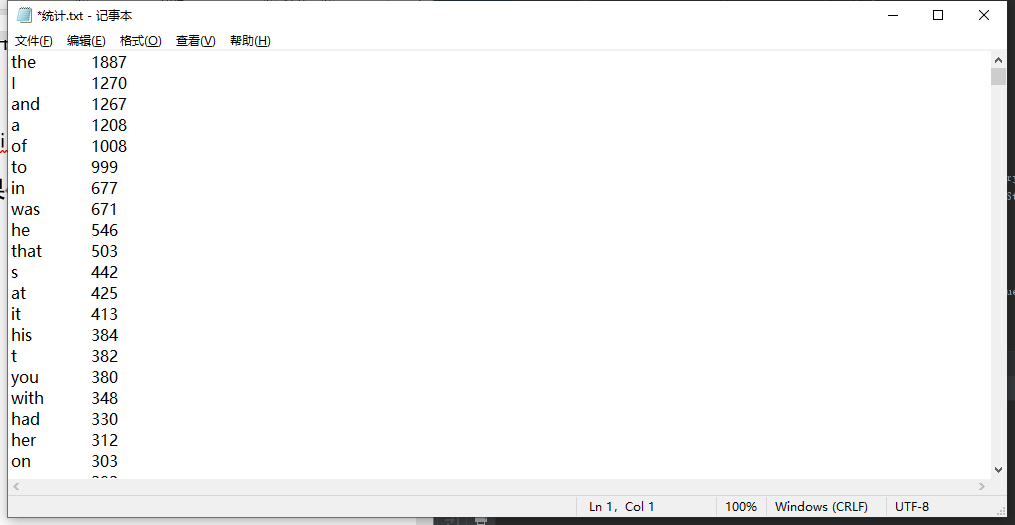 *统计.txt - 记事本
文件(F) 编辑(E) 格式(O) 查看(V) 帮助(H)
the 1887
I 1270
and 1267
a 1208
of 1008
to 999
in 677
was 671
he 546
that 503
s 442
at 425
it 413
his 384
t 382
you 380
with 348
had 330
her 312
on 303
Ln 1, Col 1 100% Windows (CRLF) UTF-8